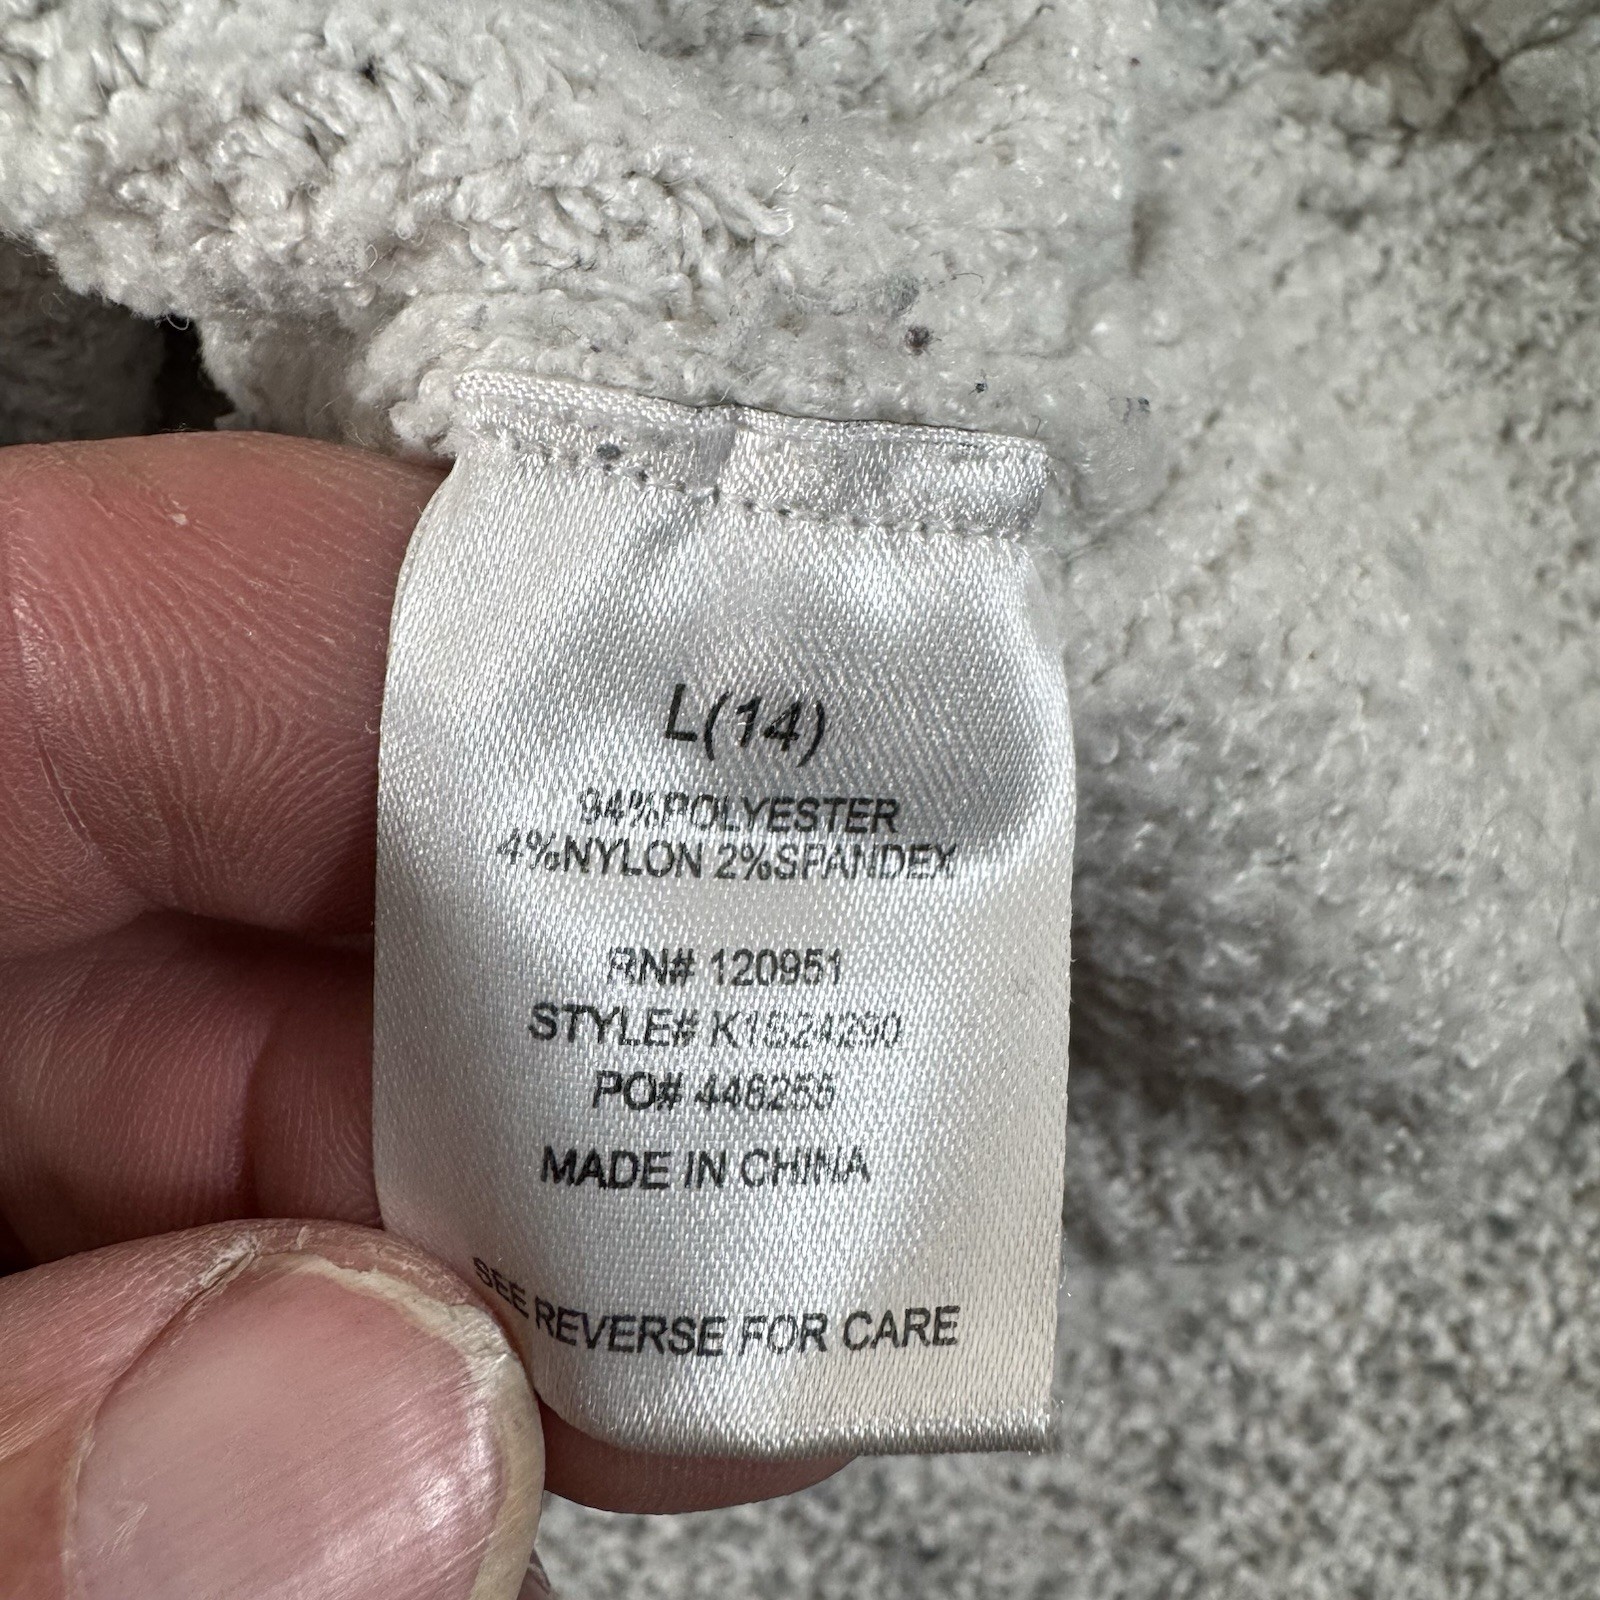 L(14)
94%POLYESTER
4%NYLON 2%SPANDEX
RN# 120951
STYLE# K1S24290
PO# 446255
MADE IN CHINA
SEE REVERSE FOR CARE